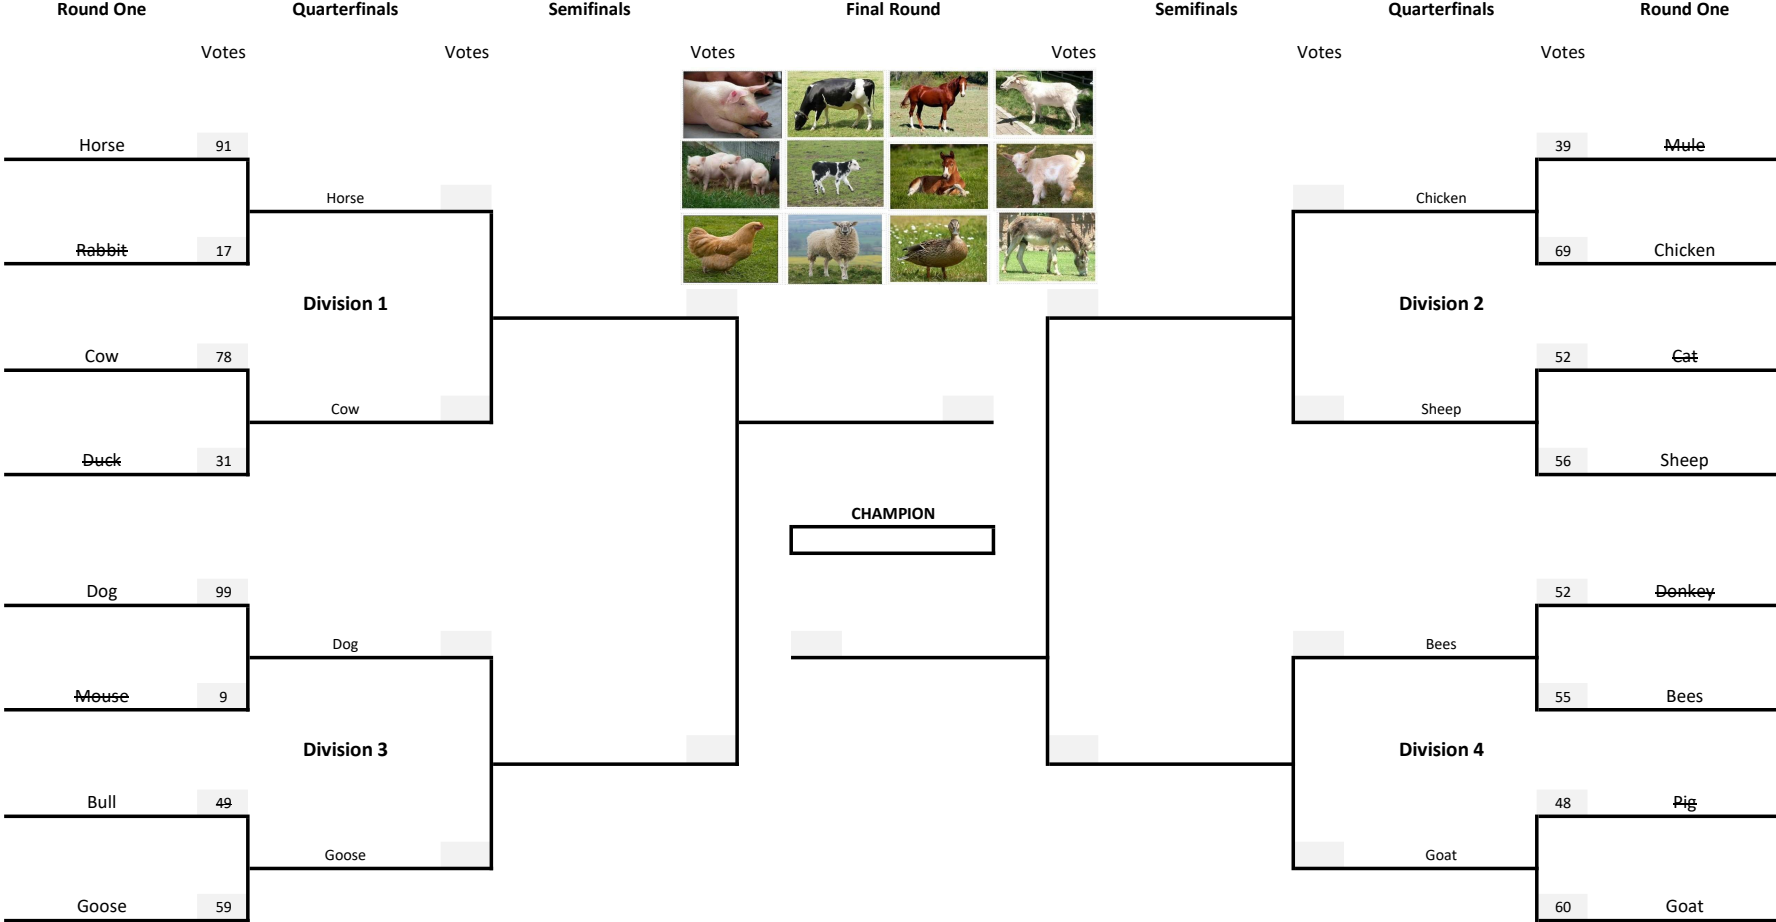 Round One Quarterfinals Semifinals Final Round Semifinals Quarterfinals Round One
Votes Votes Votes Votes Votes Votes
Horse 91 39 Mule
Horse Chicken
Rabbit 17 69 Chicken
Division 1 Division 2
Cow 78 52 Cat
Cow Sheep
Duck 31 56 Sheep
CHAMPION
Dog 99 52 Donkey
Dog Bees
Mouse 9 55 Bees
Division 3 Division 4
Bull 49 48 Pig
Goose Goat
Goose 59 60 Goat